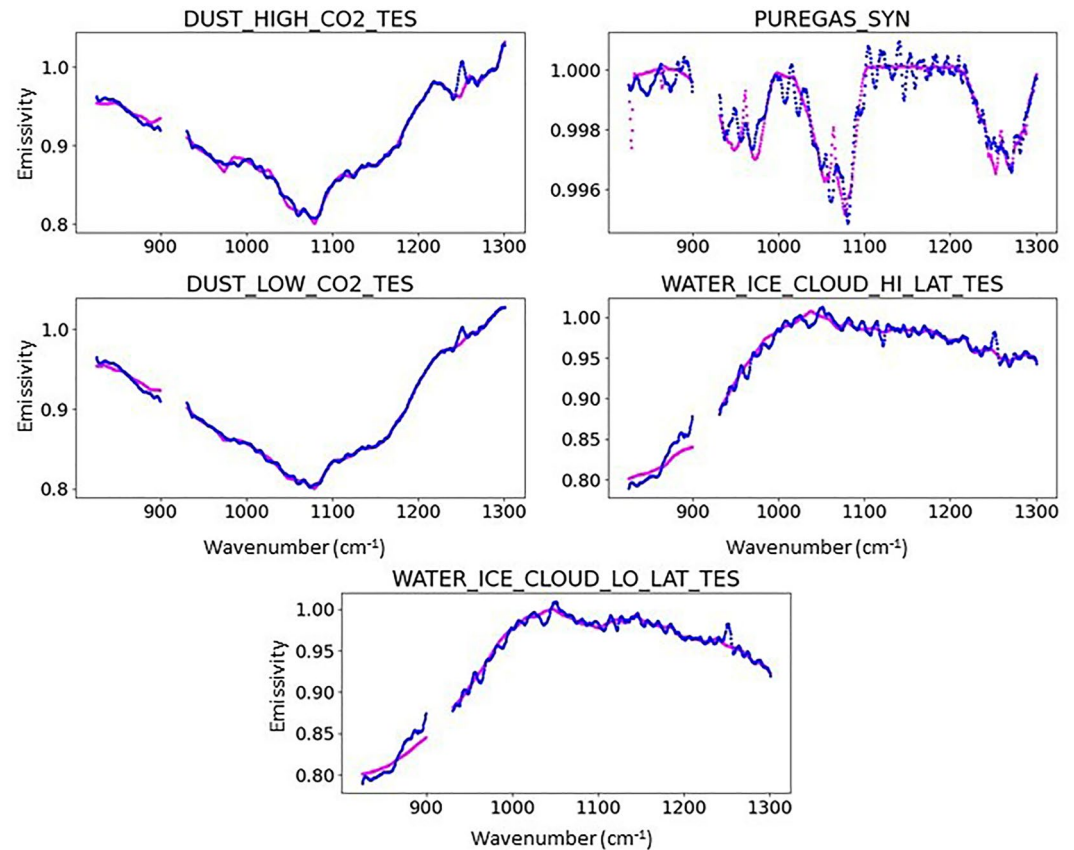 DUST_HIGH_CO2_TES
Emissivity
1.0
0.9
0.8
900 1000 1100 1200 1300
PUREGAS_SYN
1.000
0.998
0.996
900 1000 1100 1200 1300
DUST_LOW_CO2_TES
Emissivity
1.0
0.9
0.8
900 1000 1100 1200 1300
Wavenumber (cm⁻¹)
WATER_ICE_CLOUD_HI_LAT_TES
1.00
0.95
0.90
0.85
0.80
900 1000 1100 1200 1300
Wavenumber (cm⁻¹)
WATER_ICE_CLOUD_LO_LAT_TES
Emissivity
1.00
0.95
0.90
0.85
0.80
900 1000 1100 1200 1300
Wavenumber (cm⁻¹)